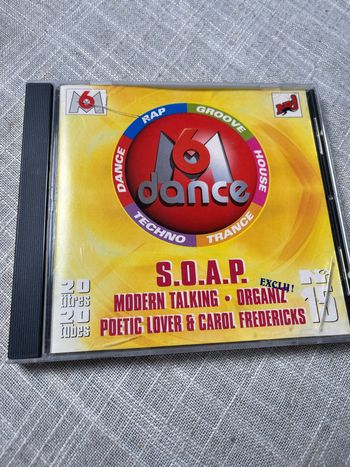 M6
NRJ
RAP
GROOVE
DANCE
HOUSE
M6
dance
TECHNO
TRANCE
S.O.A.P.
EXCLU!
MODERN TALKING • ORGANIZ
POETIC LOVER & CAROL FREDERICKS
20
titres
20
tubes
N°